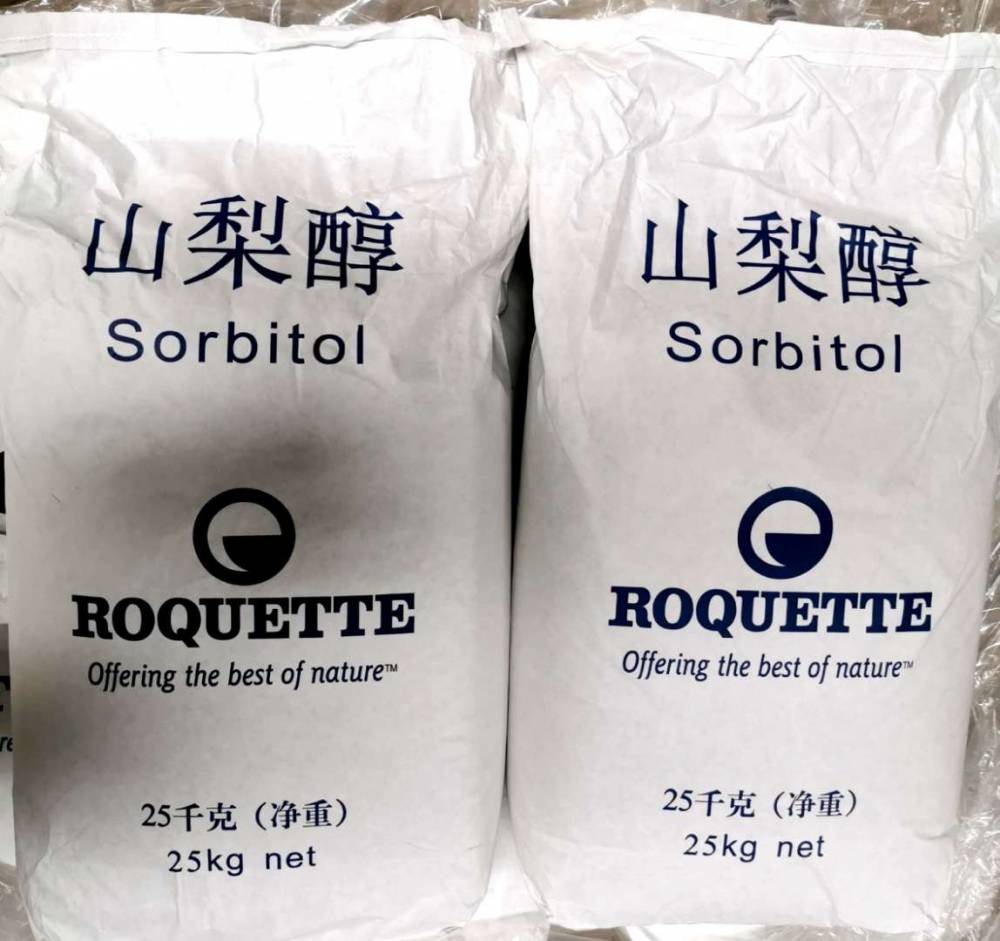 山梨醇
Sorbitol
ROQUETTE
Offering the best of nature™
25千克（净重）
25kg net
山梨醇
Sorbitol
ROQUETTE
Offering the best of nature™
25千克（净重）
25kg net